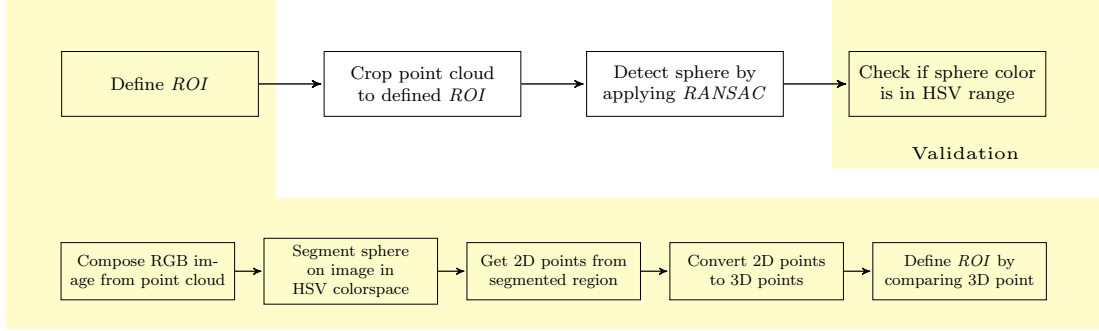 Define ROI
Crop point cloud
to defined ROI
Detect sphere by
applying RANSAC
Check if sphere color
is in HSV range
Validation
Compose RGB im-
age from point cloud
Segment sphere
on image in
HSV colorspace
Get 2D points from
segmented region
Convert 2D points
to 3D points
Define ROI by
comparing 3D point